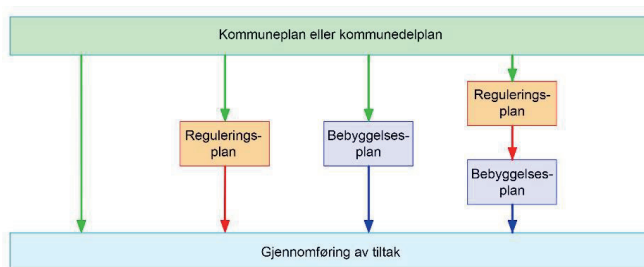 Kommuneplan eller kommunedelplan
Regulerings-
plan
Regulerings-
plan
Bebyggelses-
plan
Bebyggelses-
plan
Gjennomføring av tiltak